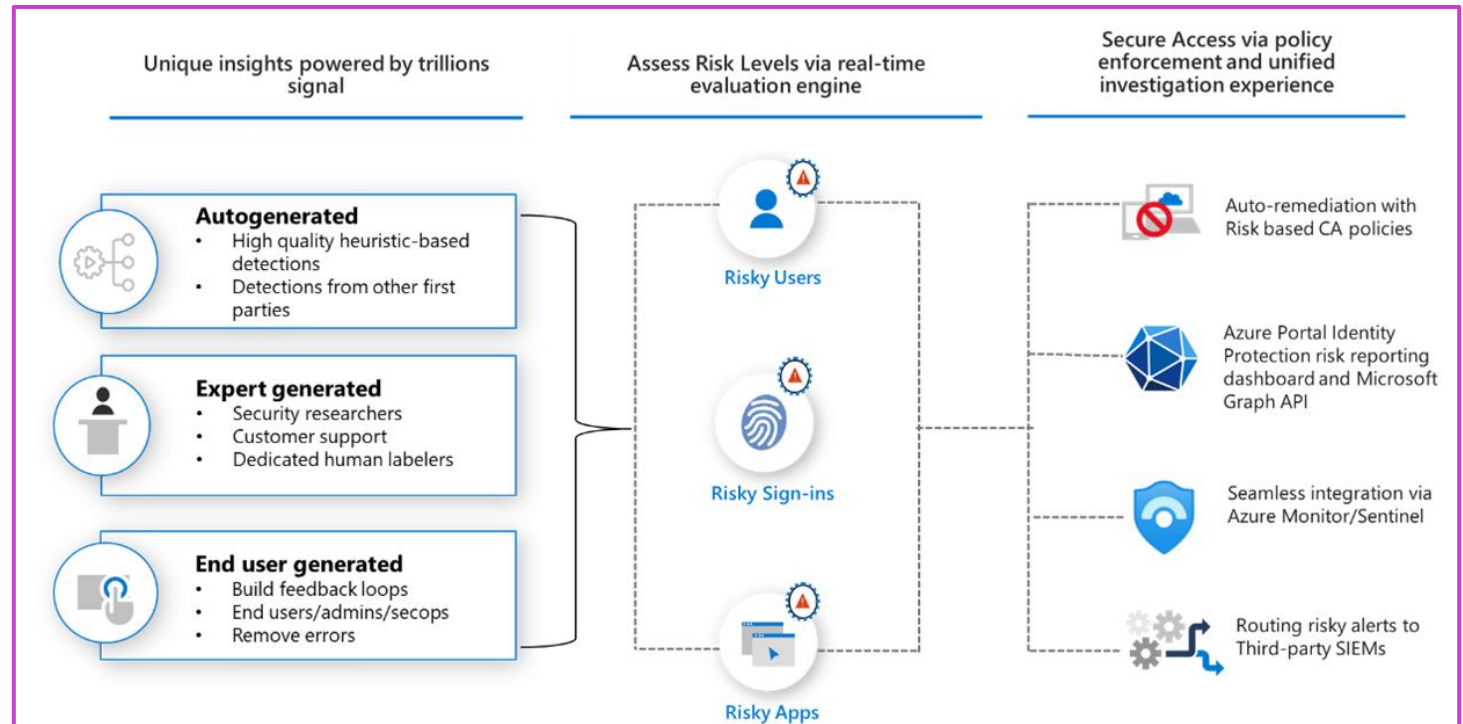 Unique insights powered by trillions
signal
Assess Risk Levels via real-time
evaluation engine
Secure Access via policy
enforcement and unified
investigation experience
Autogenerated
• High quality heuristic-based
detections
• Detections from other first
parties
Expert generated
• Security researchers
• Customer support
• Dedicated human labelers
End user generated
• Build feedback loops
• End users/admins/secops
• Remove errors
Risky Users
Risky Sign-ins
Risky Apps
Auto-remediation with
Risk based CA policies
Azure Portal Identity
Protection risk reporting
dashboard and Microsoft
Graph API
Seamless integration via
Azure Monitor/Sentinel
Routing risky alerts to
Third-party SIEMs